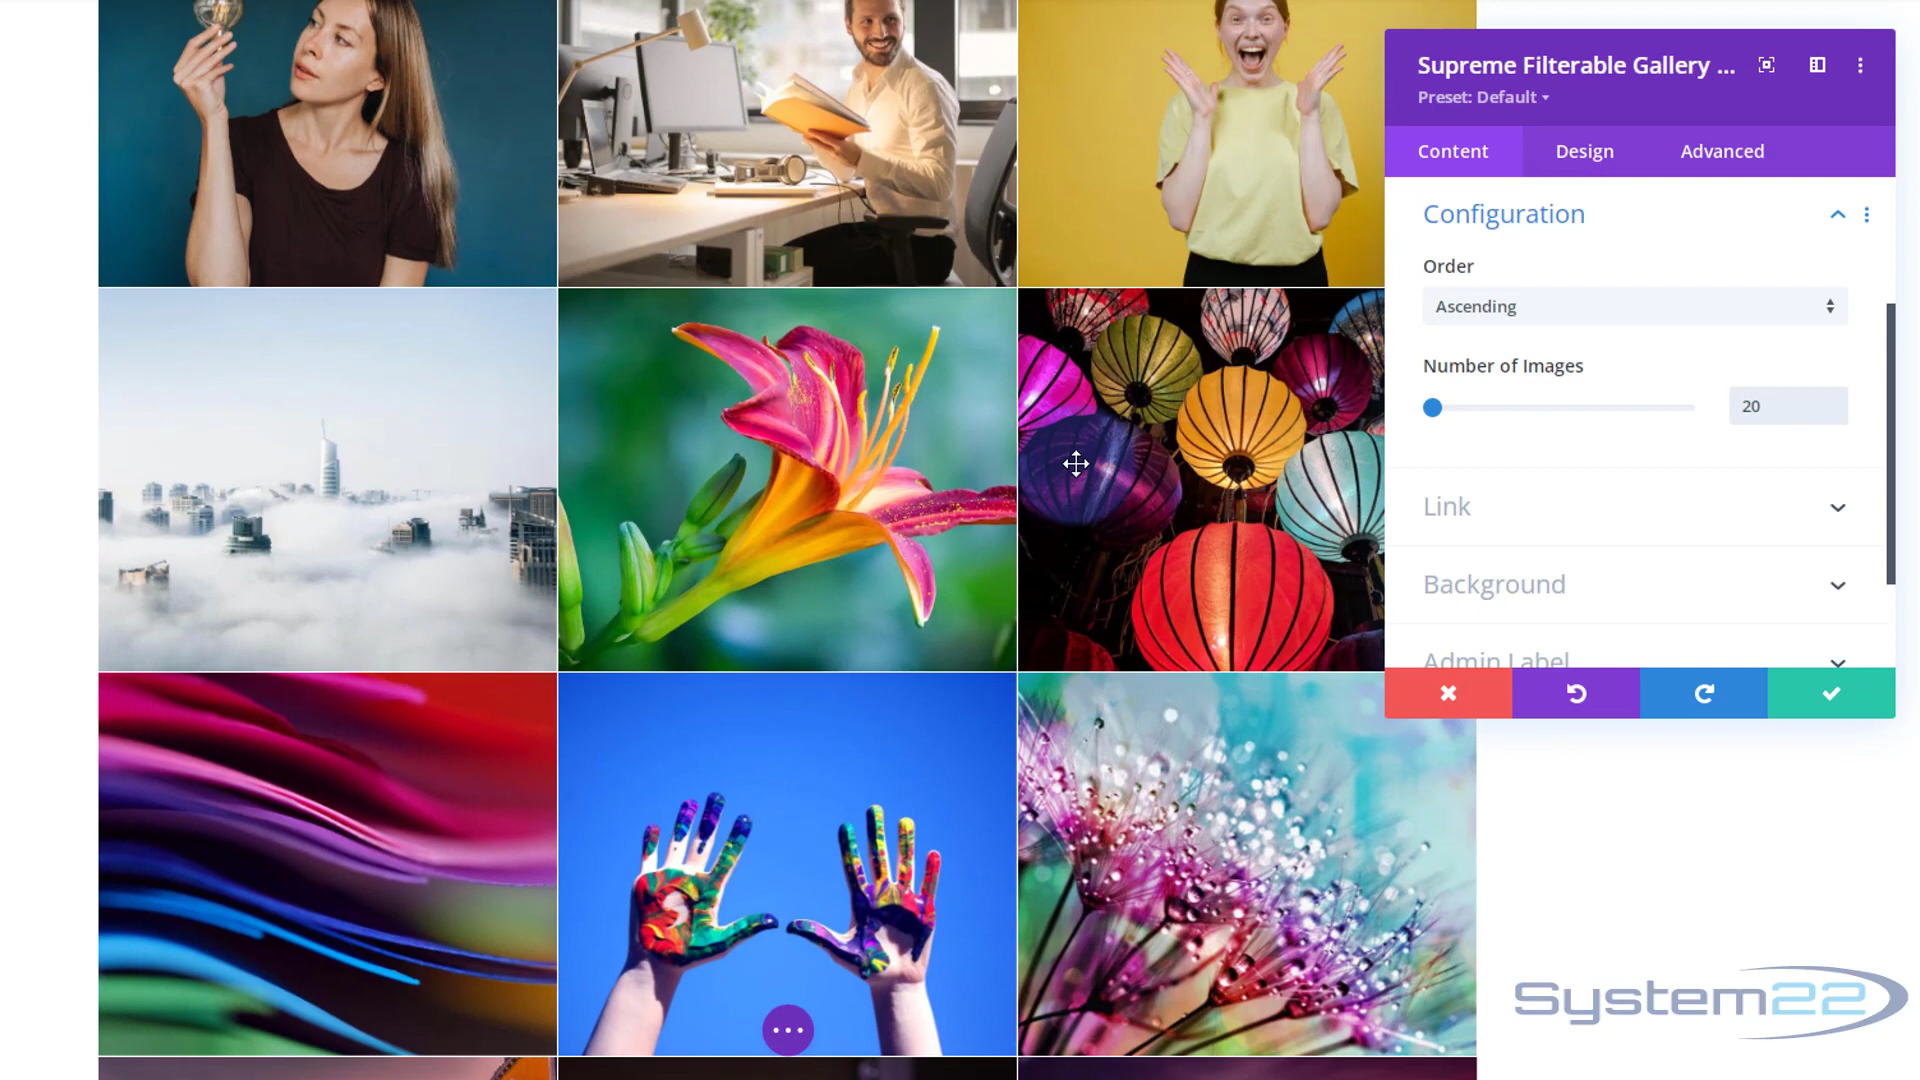 Supreme Filterable Gallery ...
Preset: Default
Content
Design
Advanced
Configuration
Order
Ascending
Number of Images
20
Link
Background
Admin Label
System22